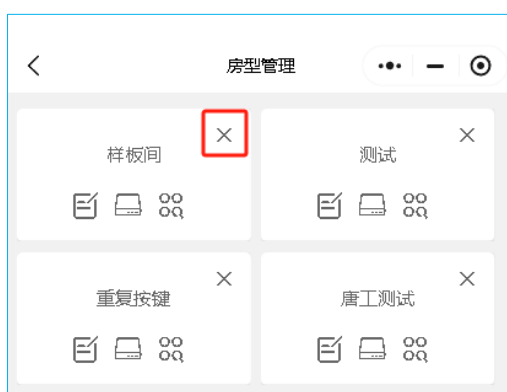 房型管理
样板间
测试
重复按键
唐工测试